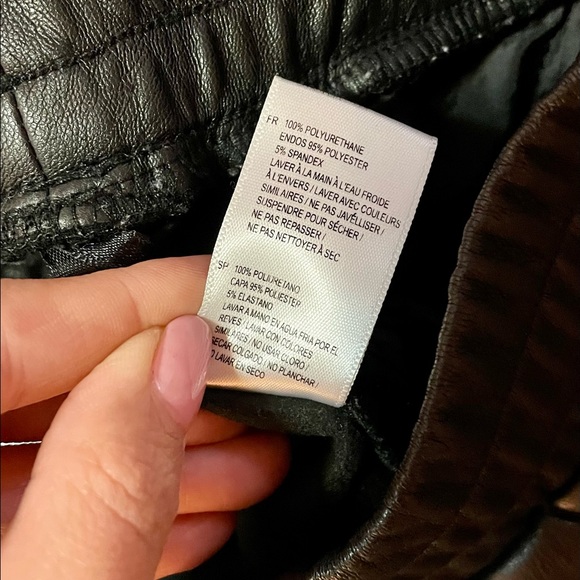 FR 100% POLYURETHANE
ENDOS 95% POLYESTER
5% SPANDEX
LAVER À LA MAIN À L'EAU FROIDE
À L'ENVERS / LAVER AVEC COULEURS
SIMILAIRES / NE PAS JAVÉLLISER /
SUSPENDRE POUR SÉCHER /
NE PAS REPASSER /
NE PAS NETTOYER À SEC
SP 100% POLIURETANO
CAPA 95% POLIESTER
5% ELASTANO
LAVAR A MANO EN AGUA FRIA POR EL
REVES / LAVAR CON COLORES
SIMILARES / NO USAR CLORO /
SECAR COLGADO / NO PLANCHAR /
O LAVAR EN SECO